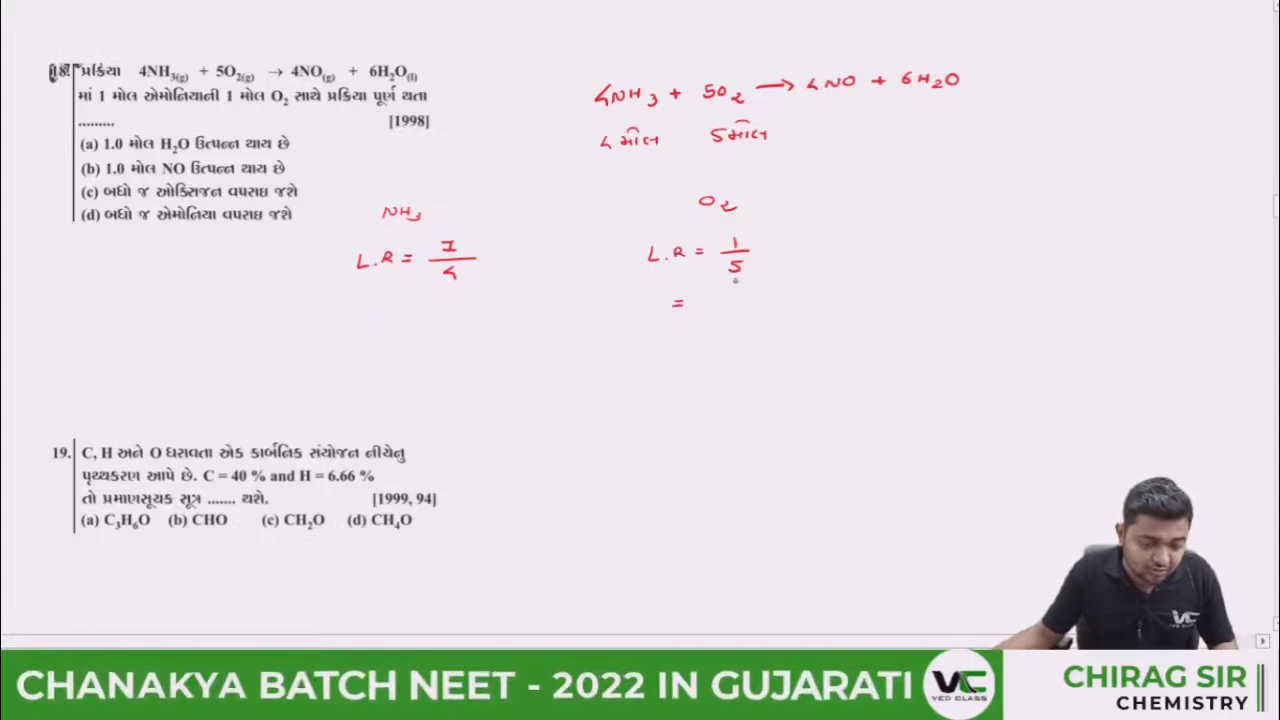 18. પ્રક્રિયા 4NH3(g) + 5O2(g) → 4NO(g) + 6H2O(l)
માં 1 મોલ એમોનિયાની 1 મોલ O2 સાથે પ્રક્રિયા પૂર્ણ થતા
......... [1998]
(a) 1.0 મોલ H2O ઉત્પન્ન થાય છે
(b) 1.0 મોલ NO ઉત્પન્ન થાય છે
(c) બધો જ ઓક્સિજન વપરાઇ જશે
(d) બધો જ એમોનિયા વપરાઇ જશે
4NH3 + 5O2 → 4NO + 6H2O
4 મોલ 5 મોલ
NH3 O2
L.R = 1/4 L.R = 1/5
=
19. C, H અને O ધરાવતા એક કાર્બનિક સંયોજન નીચેનુ
પૃથ્થકરણ આપે છે. C = 40 % and H = 6.66 %
તો પ્રમાણસૂચક સૂત્ર ....... થશે. [1999, 94]
(a) C3H6O (b) CHO (c) CH2O (d) CH4O
VC
CHANAKYA BATCH NEET - 2022 IN GUJARATI
VC
VED CLASS
CHIRAG SIR
CHEMISTRY